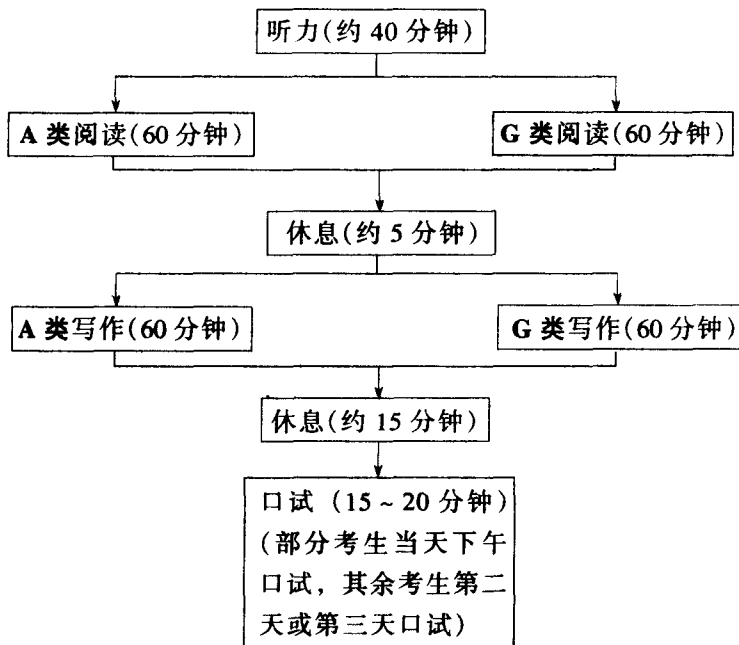 听力(约 40 分钟)
A 类阅读(60 分钟)
G 类阅读(60 分钟)
休息(约 5 分钟)
A 类写作(60 分钟)
G 类写作(60 分钟)
休息(约 15 分钟)
口试 (15 ~ 20 分钟)
(部分考生当天下午
口试, 其余考生第二
天或第三天口试)